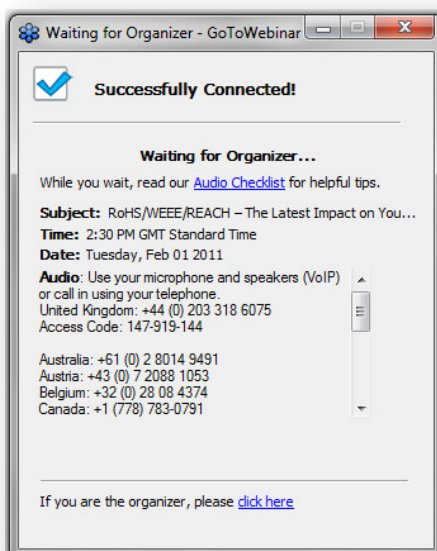 Waiting for Organizer - GoToWebinar
Successfully Connected!
Waiting for Organizer...
While you wait, read our Audio Checklist for helpful tips.
Subject: RoHS/WEEE/REACH – The Latest Impact on You...
Time: 2:30 PM GMT Standard Time
Date: Tuesday, Feb 01 2011
Audio: Use your microphone and speakers (VoIP)
or call in using your telephone.
United Kingdom: +44 (0) 203 318 6075
Access Code: 147-919-144
Australia: +61 (0) 2 8014 9491
Austria: +43 (0) 7 2088 1053
Belgium: +32 (0) 28 08 4374
Canada: +1 (778) 783-0791
If you are the organizer, please click here